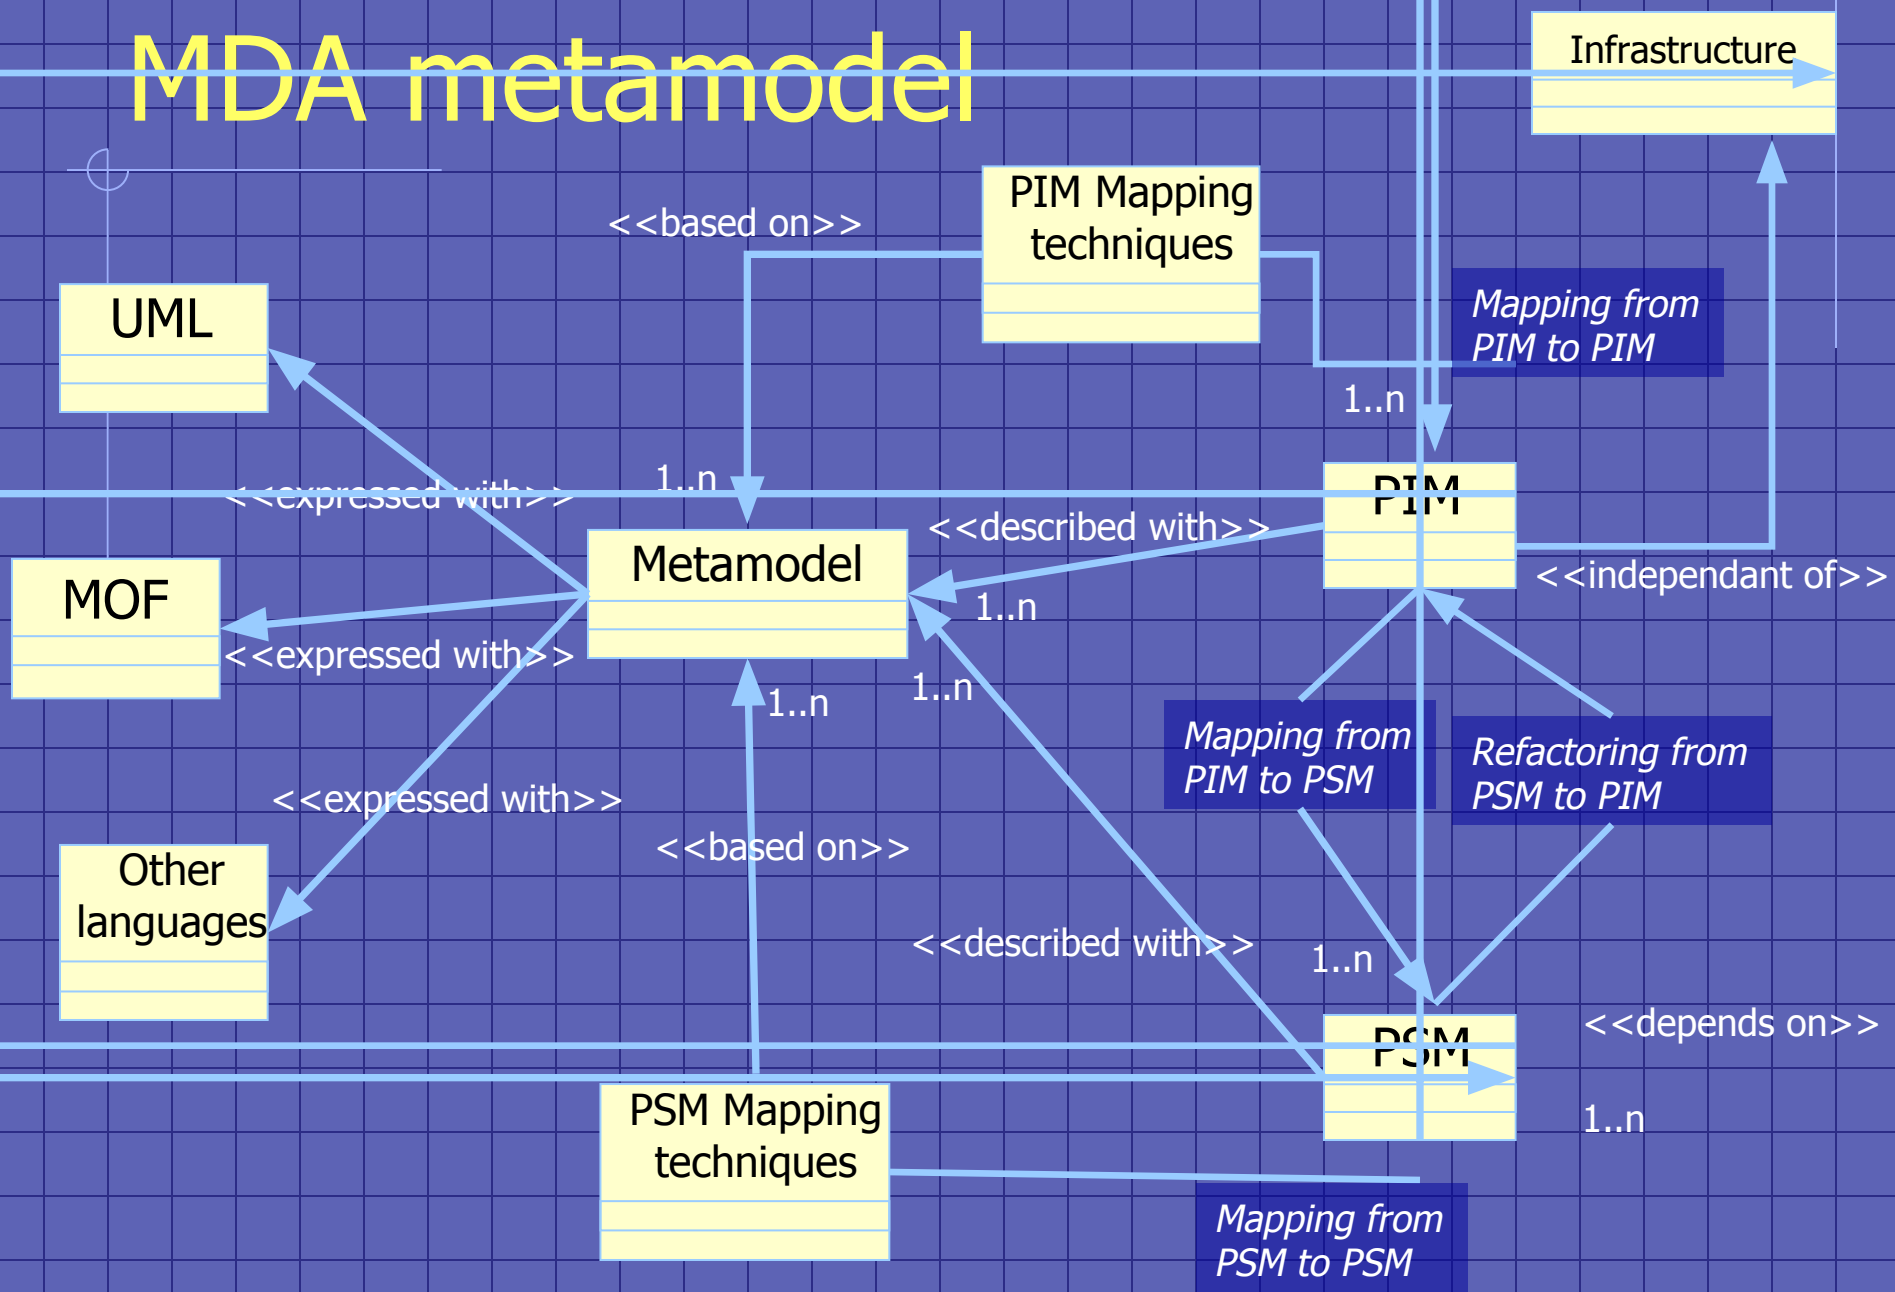 MDA metamodel
Infrastructure
PIM Mapping
techniques
<<based on>>
UML
Mapping from
PIM to PIM
1..n
1..n
<<expressed with>>
PIM
<<described with>>
Metamodel
<<independant of>>
MOF
1..n
<<expressed with>>
1..n
1..n
Mapping from
PIM to PSM
Refactoring from
PSM to PIM
<<expressed with>>
<<based on>>
Other
languages
<<described with>>
1..n
<<depends on>>
PSM
1..n
PSM Mapping
techniques
Mapping from
PSM to PSM